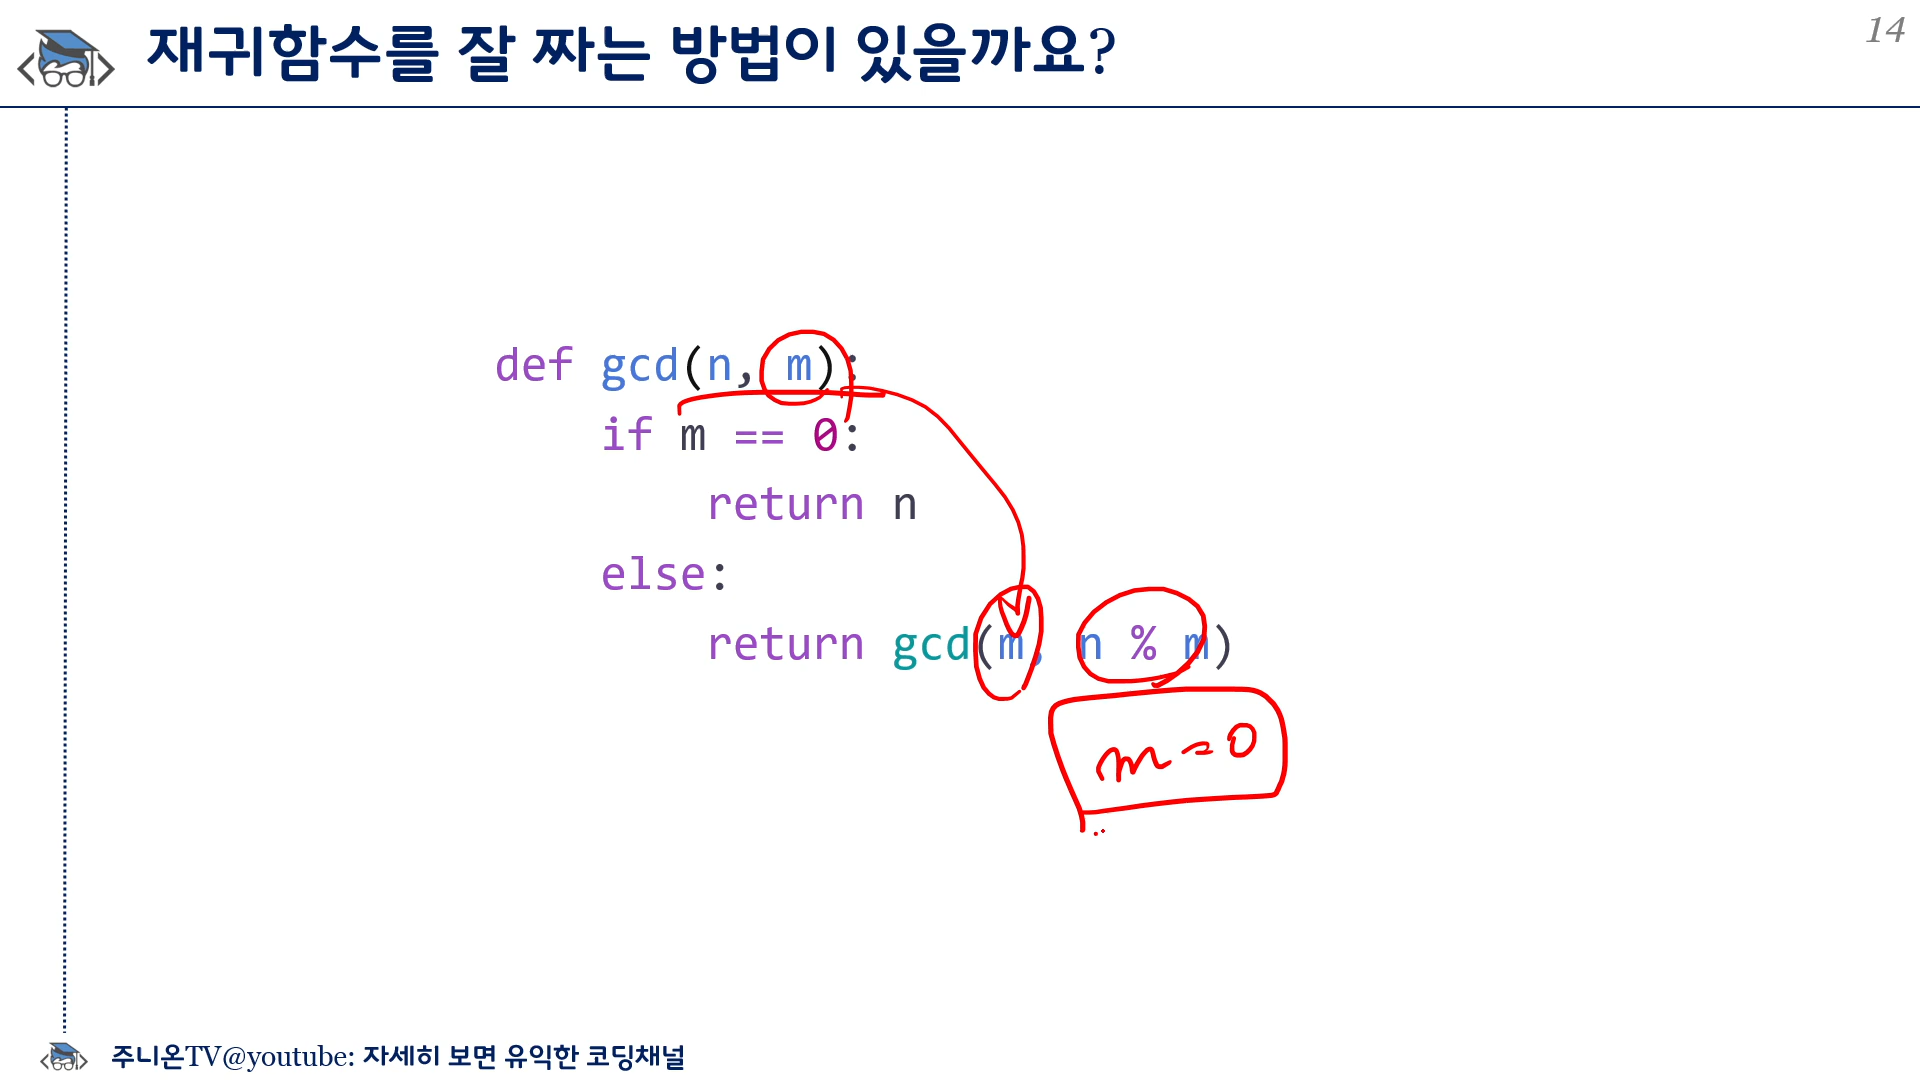 재귀함수를 잘 짜는 방법이 있을까요?
14
def gcd(n, m):
if m == 0:
return n
else:
return gcd(m, n % m)
m = 0
주니온TV@youtube: 자세히 보면 유익한 코딩채널